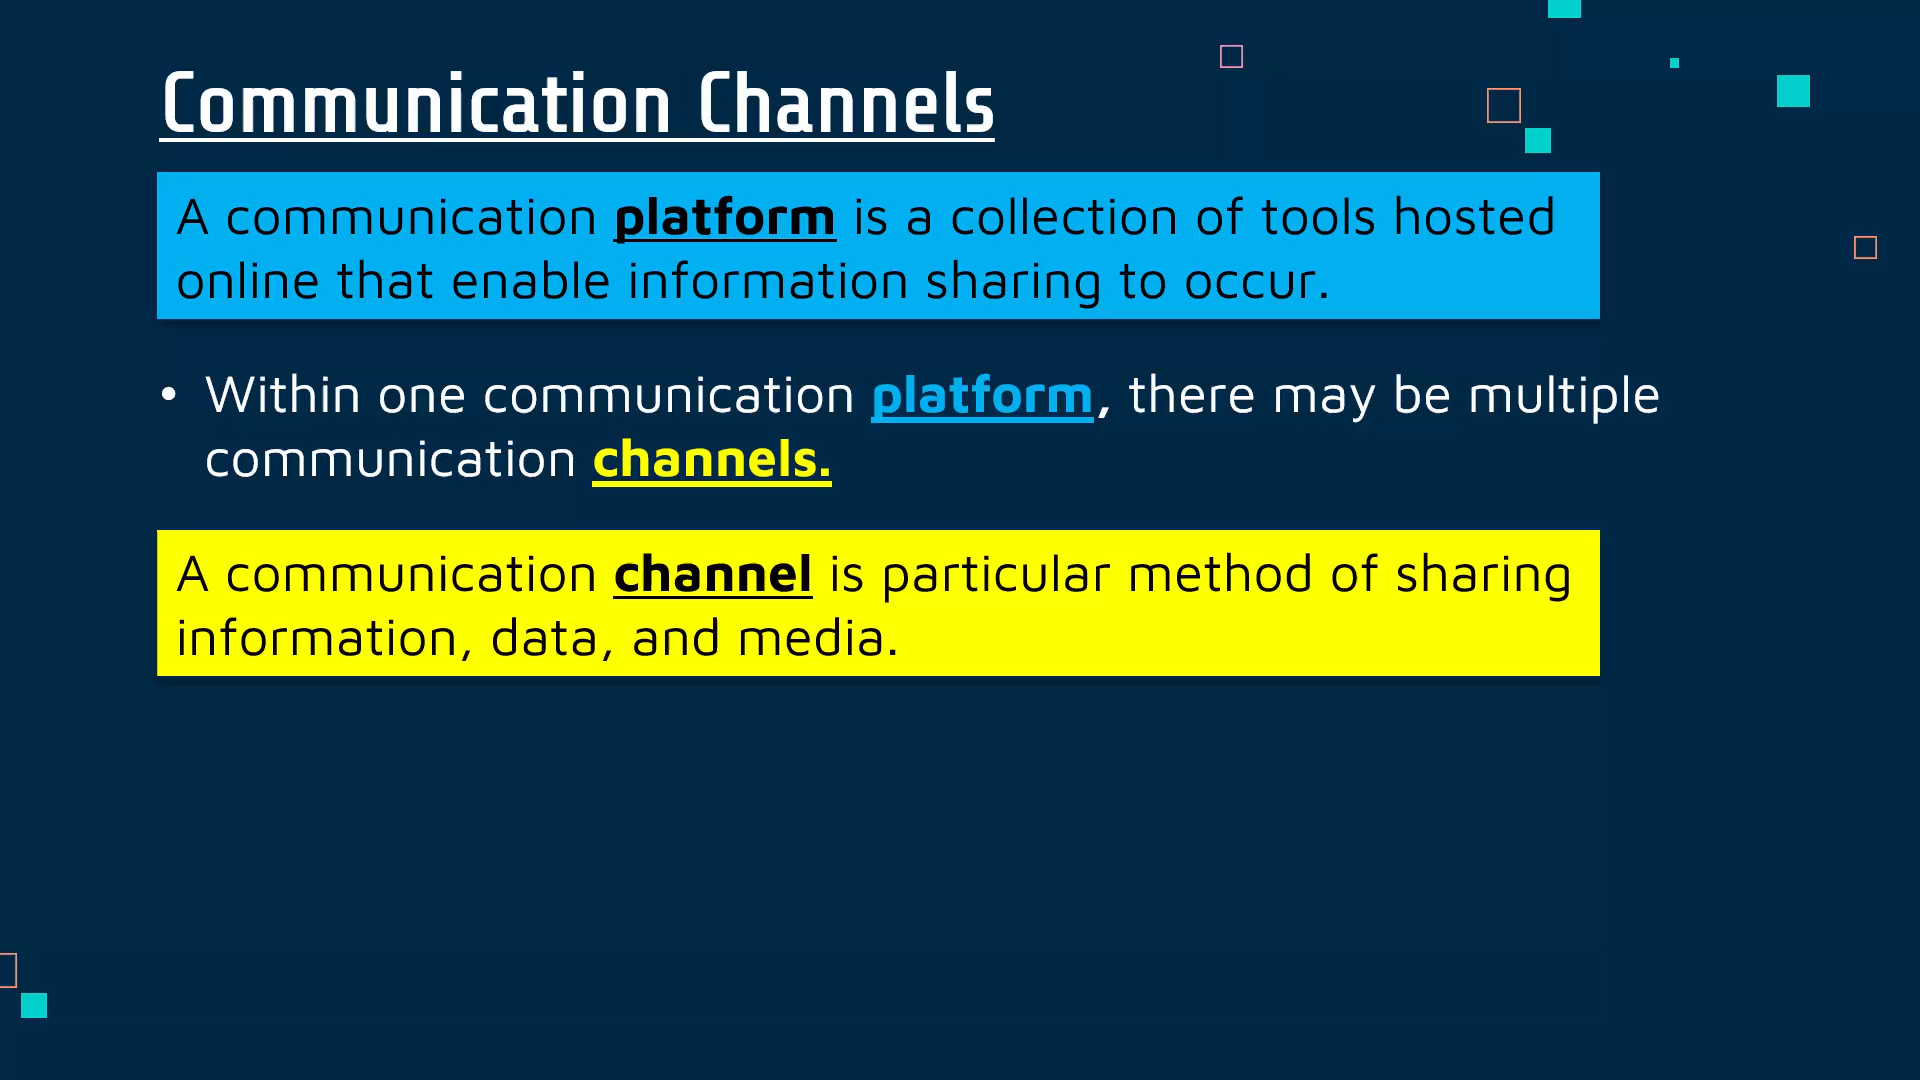 Communication Channels
A communication platform is a collection of tools hosted
online that enable information sharing to occur.
• Within one communication platform, there may be multiple
communication channels.
A communication channel is particular method of sharing
information, data, and media.